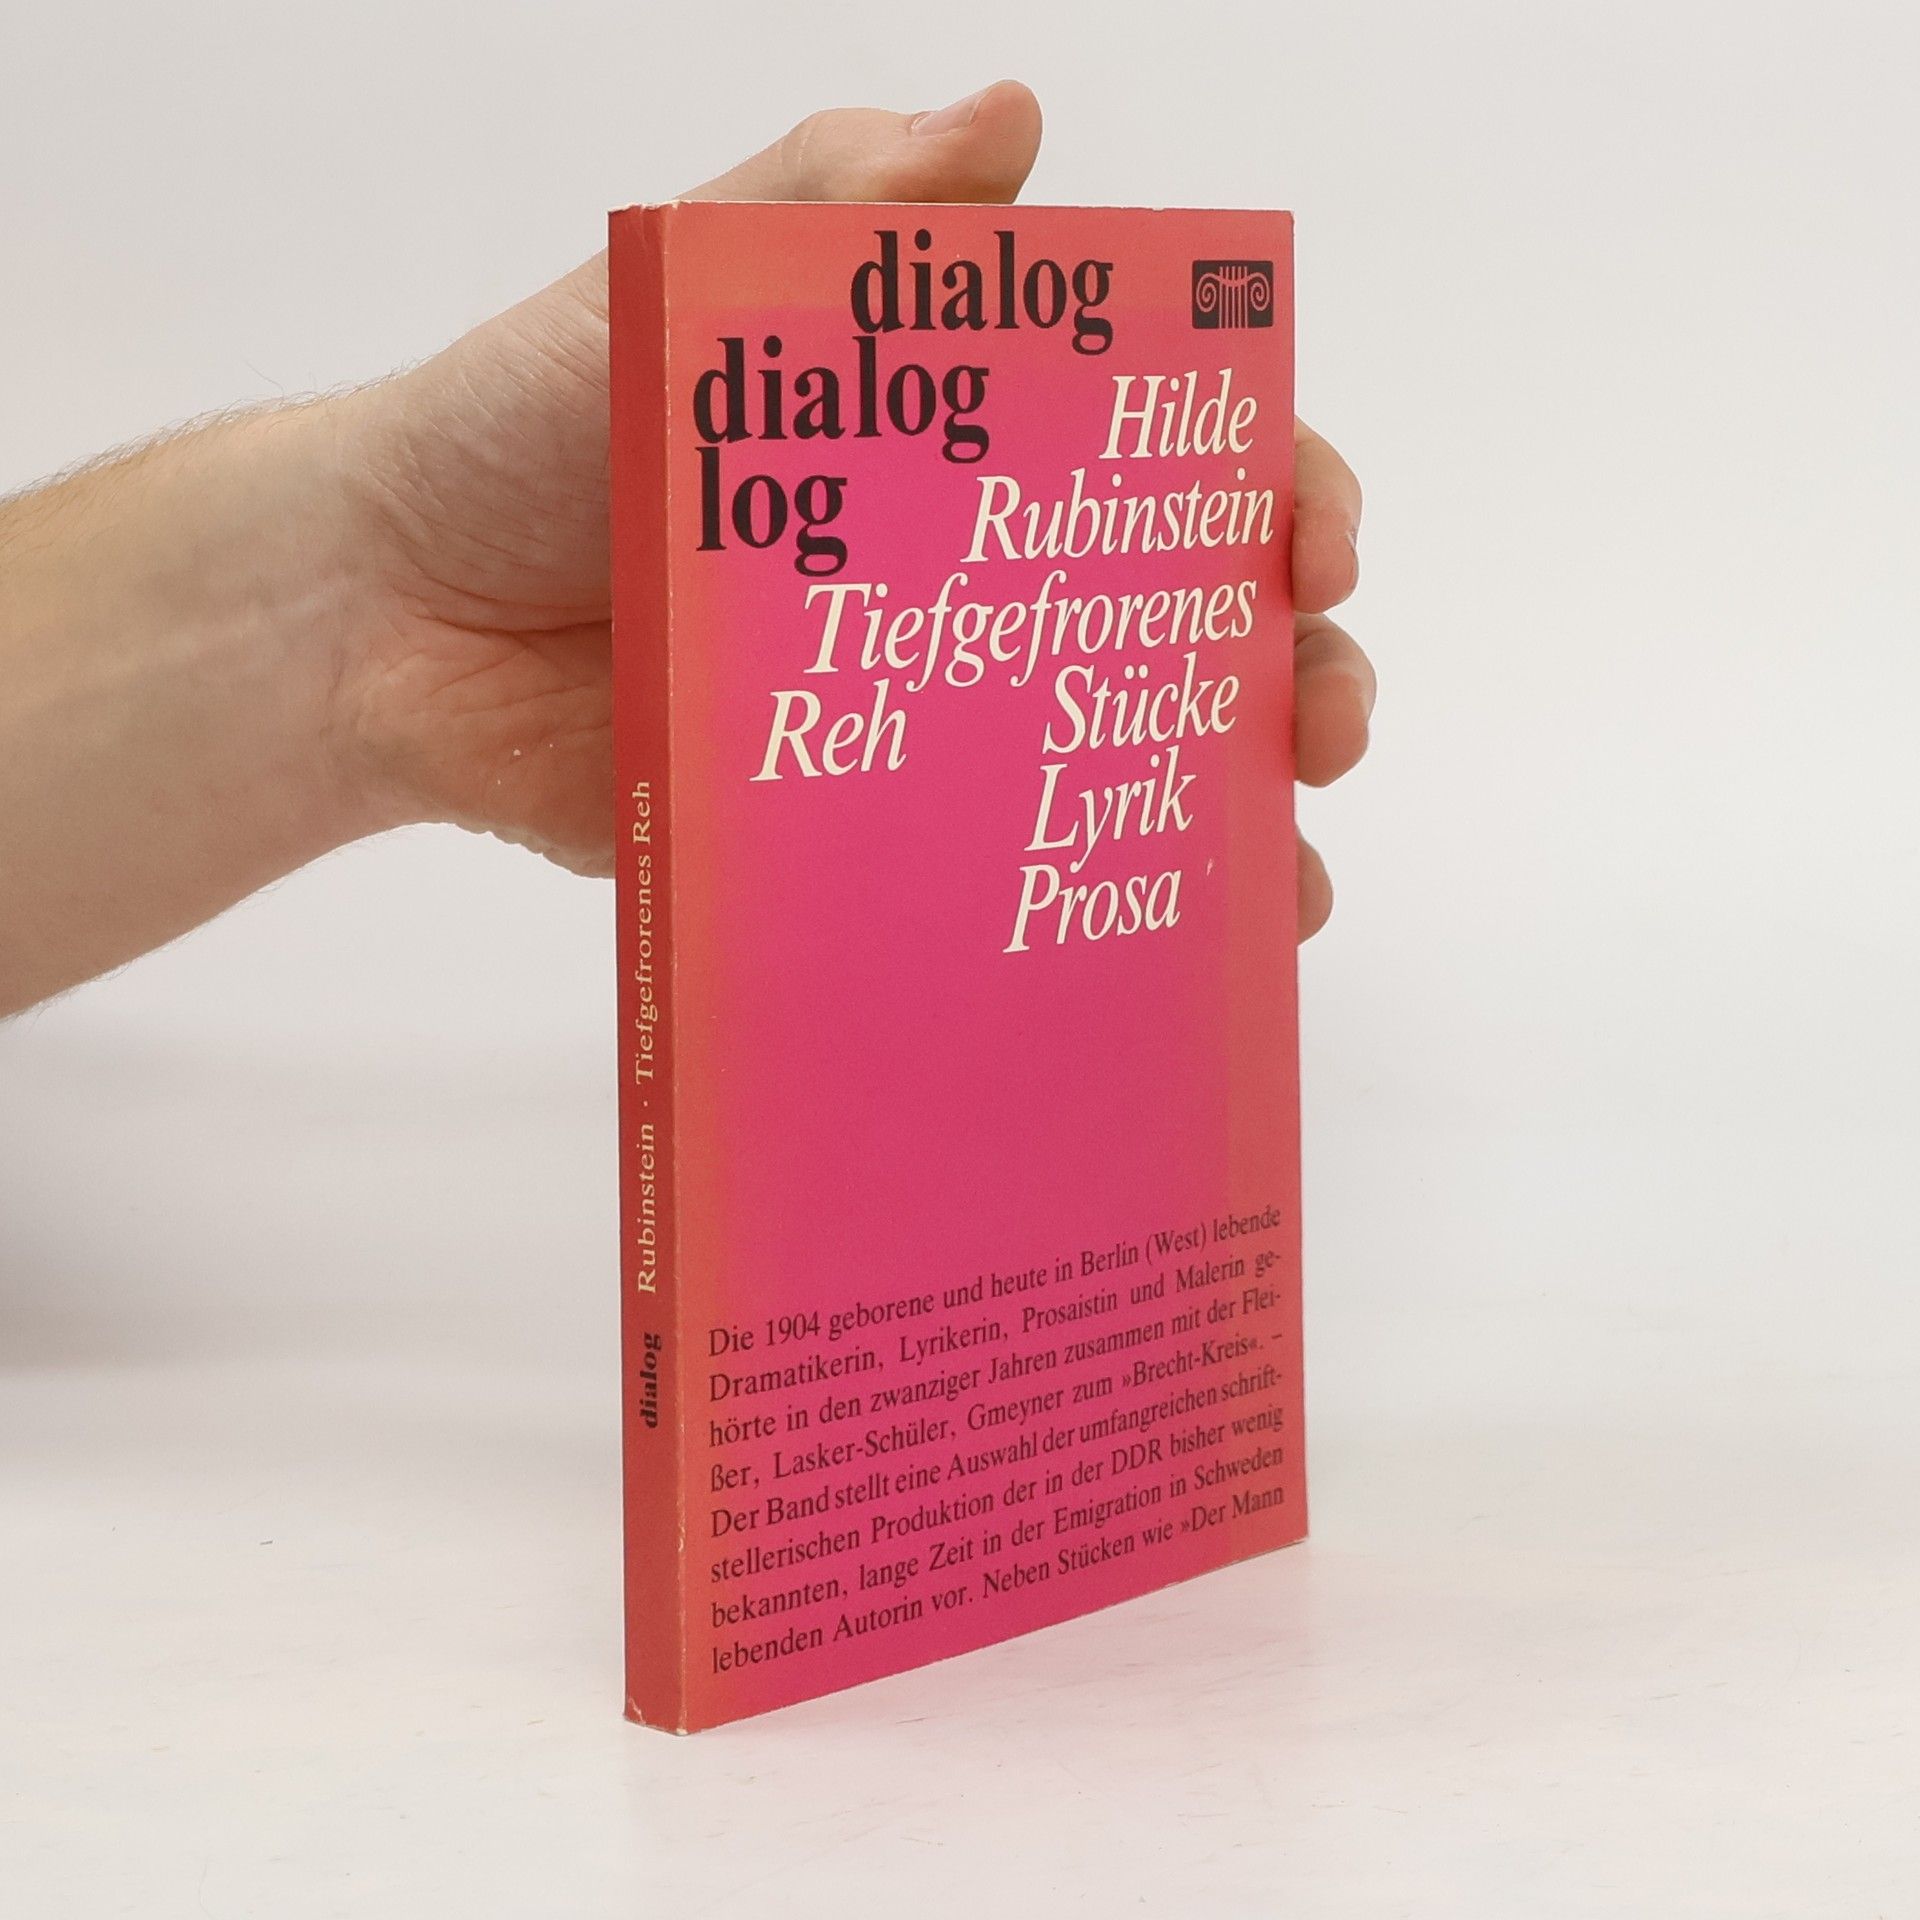 dialog
dialog
log
Hilde
Rubinstein
Tiefgefrorenes
Reh Stücke
Lyrik
Prosa
Die 1904 geborene und heute in Berlin (West) lebende
Dramatikerin, Lyrikerin, Prosaistin und Malerin ge-
hörte in den zwanziger Jahren zusammen mit der Flei-
ßer, Lasker-Schüler, Gmeyner zum »Brecht-Kreis«. –
Der Band stellt eine Auswahl der umfangreichen schrift-
stellerischen Produktion der in der DDR bisher wenig
bekannten, lange Zeit in der Emigration in Schweden
lebenden Autorin vor. Neben Stücken wie »Der Mann
dialog Rubinstein · Tiefgefrorenes Reh